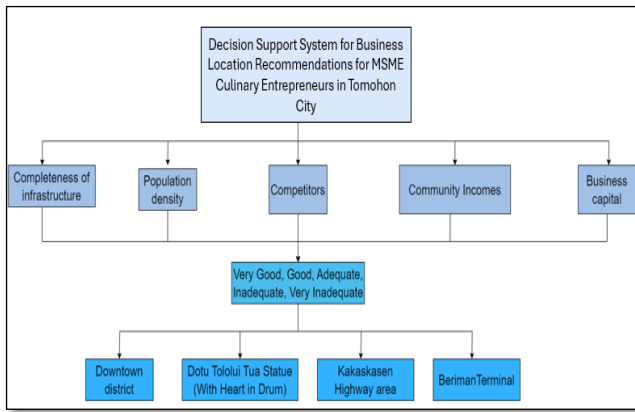 Decision Support System for Business
Location Recommendations for MSME
Culinary Entrepreneurs in Tomohon
City
Completeness of
infrastructure
Population
density
Competitors
Community Incomes
Business
capital
Very Good, Good, Adequate,
Inadequate, Very Inadequate
Downtown
district
Dotu Tololui Tua Statue
(With Heart in Drum)
Kakaskasen
Highway area
BerimanTerminal